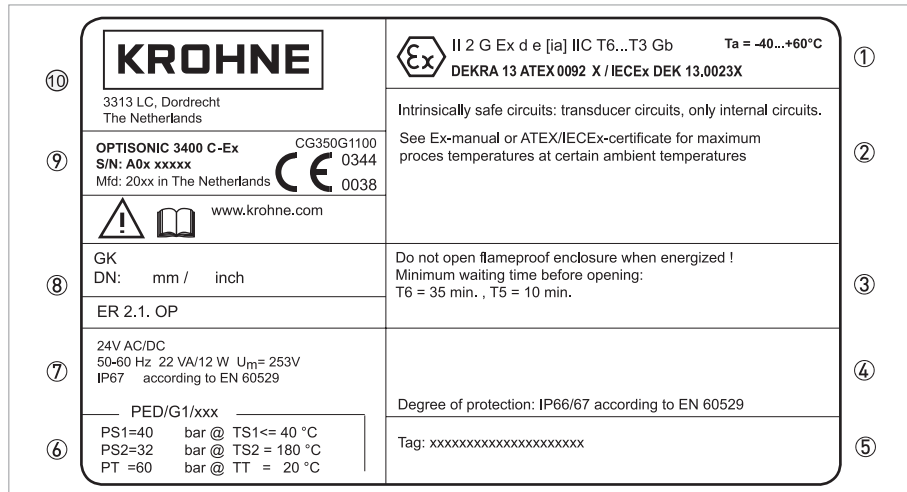 KROHNE
3313 LC, Dordrecht
The Netherlands
⑩
OPTISONIC 3400 C-Ex CG350G1100
S/N: A0x xxxxx 0344
Mfd: 20xx in The Netherlands CE 0038
⑨
www.krohne.com
GK
DN: mm / inch
⑧
ER 2.1. OP
24V AC/DC
50-60 Hz 22 VA/12 W Um= 253V
IP67 according to EN 60529
⑦
PED/G1/xxx
PS1=40 bar @ TS1<= 40 °C
PS2=32 bar @ TS2 = 180 °C
PT =60 bar @ TT = 20 °C
⑥
Ex II 2 G Ex d e [ia] IIC T6...T3 Gb Ta = -40...+60°C
DEKRA 13 ATEX 0092 X / IECEx DEK 13.0023X
①
Intrinsically safe circuits: transducer circuits, only internal circuits.
See Ex-manual or ATEX/IECEx-certificate for maximum
proces temperatures at certain ambient temperatures
②
Do not open flameproof enclosure when energized !
Minimum waiting time before opening:
T6 = 35 min. , T5 = 10 min.
③
④
Degree of protection: IP66/67 according to EN 60529
Tag: xxxxxxxxxxxxxxxxxxxxx
⑤